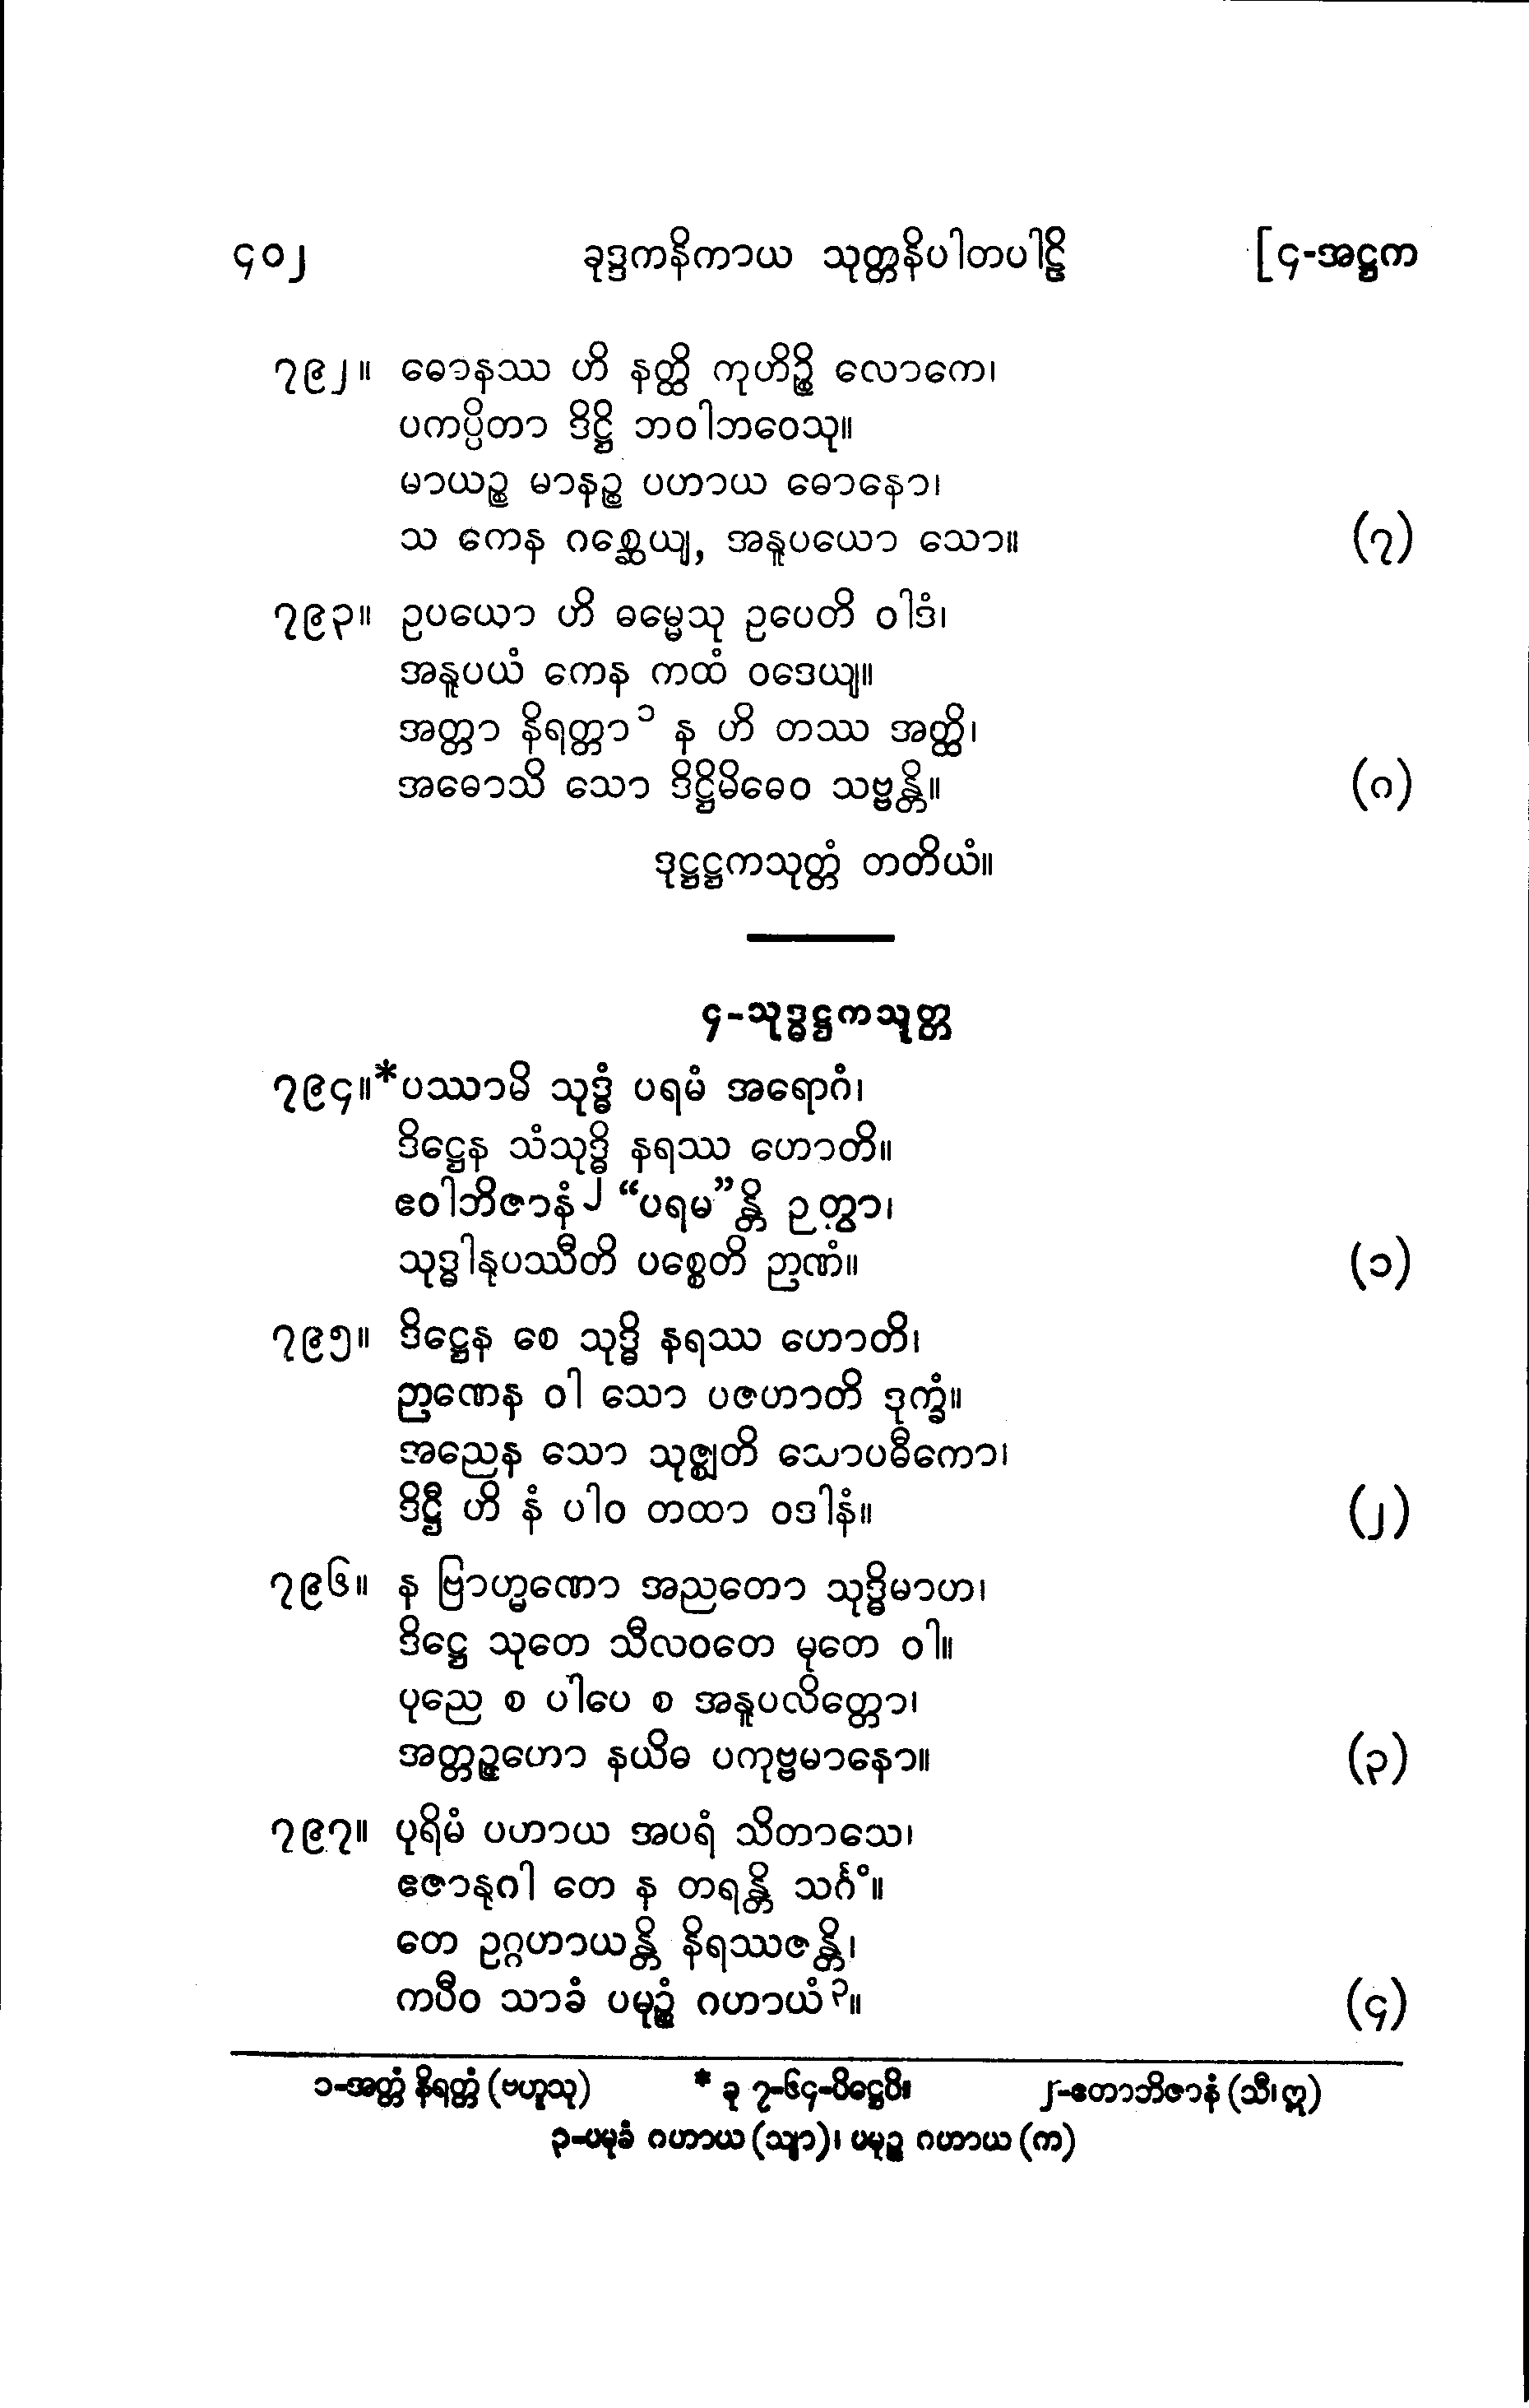 ၄၀၂ ခုဒ္ဒကနိကာယ သုတ္တနိပါတပါဠိ [၄-အဋ္ဌက
၇၉၂။ ဓောနဿ ဟိ နတ္ထိ ကုဟိဉ္စိ လောကေ၊
ပကပ္ပိတာ ဒိဋ္ဌိ ဘဝါဘဝေသု။
မာယဉ္စ မာနဉ္စ ပဟာယ ဓောနော၊
သ ကေန ဂစ္ဆေယျ, အနူပယော သော။ (၇)
၇၉၃။ ဥပယော ဟိ ဓမ္မေသု ဥပေတိ ဝါဒံ၊
အနူပယံ ကေန ကထံ ဝဒေယျ။
အတ္တာ နိရတ္တာ၁ န ဟိ တဿ အတ္ထိ၊
အဓောသိ သော ဒိဋ္ဌိမိဓေဝ သဗ္ဗန္တိ။ (၈)
ဒုဋ္ဌဋ္ဌကသုတ္တံ တတိယံ။
၄-သုဒ္ဓဋ္ဌကသုတ္တ
၇၉၄။*ပဿာမိ သုဒ္ဓံ ပရမံ အရောဂံ၊
ဒိဋ္ဌေန သံသုဒ္ဓိ နရဿ ဟောတိ။
ဧဝါဘိဇာနံ၂ “ပရမ”န္တိ ဉတွာ၊
သုဒ္ဓါနုပဿီတိ ပစ္စေတိ ဉာဏံ။ (၁)
၇၉၅။ ဒိဋ္ဌေန စေ သုဒ္ဓိ နရဿ ဟောတိ၊
ဉာဏေန ဝါ သော ပဇဟာတိ ဒုက္ခံ။
အညေန သော သုဇ္ဈတိ သောပဓီကော၊
ဒိဋ္ဌီ ဟိ နံ ပါဝ တထာ ဝဒါနံ။ (၂)
၇၉၆။ န ဗြာဟ္မဏော အညတော သုဒ္ဓိမာဟ၊
ဒိဋ္ဌေ သုတေ သီလဝတေ မုတေ ဝါ။
ပုညေ စ ပါပေ စ အနူပလိတ္တော၊
အတ္တဉ္ဇဟော နယိဓ ပကုဗ္ဗမာနော။ (၃)
၇၉၇။ ပုရိမံ ပဟာယ အပရံ သိတာသေ၊
ဧဇာနုဂါ တေ န တရန္တိ သင်္ဂံ။
တေ ဥဂ္ဂဟာယန္တိ နိရဿဇန္တိ၊
ကပီဝ သာခံ ပမုဉ္စံ ဂဟာယံ၃။ (၄)
၁-အတ္တံ နိရတ္တံ (ဗဟူသု) * ခု ၇-၆၄-ပိဋ္ဌေပိ။ ၂-ဧတာဘိဇာနံ (သီ၊ ဣ)
၃-ပမုခံ ဂဟာယ (သျာ)၊ ပမုဉ္စ ဂဟာယ (က)